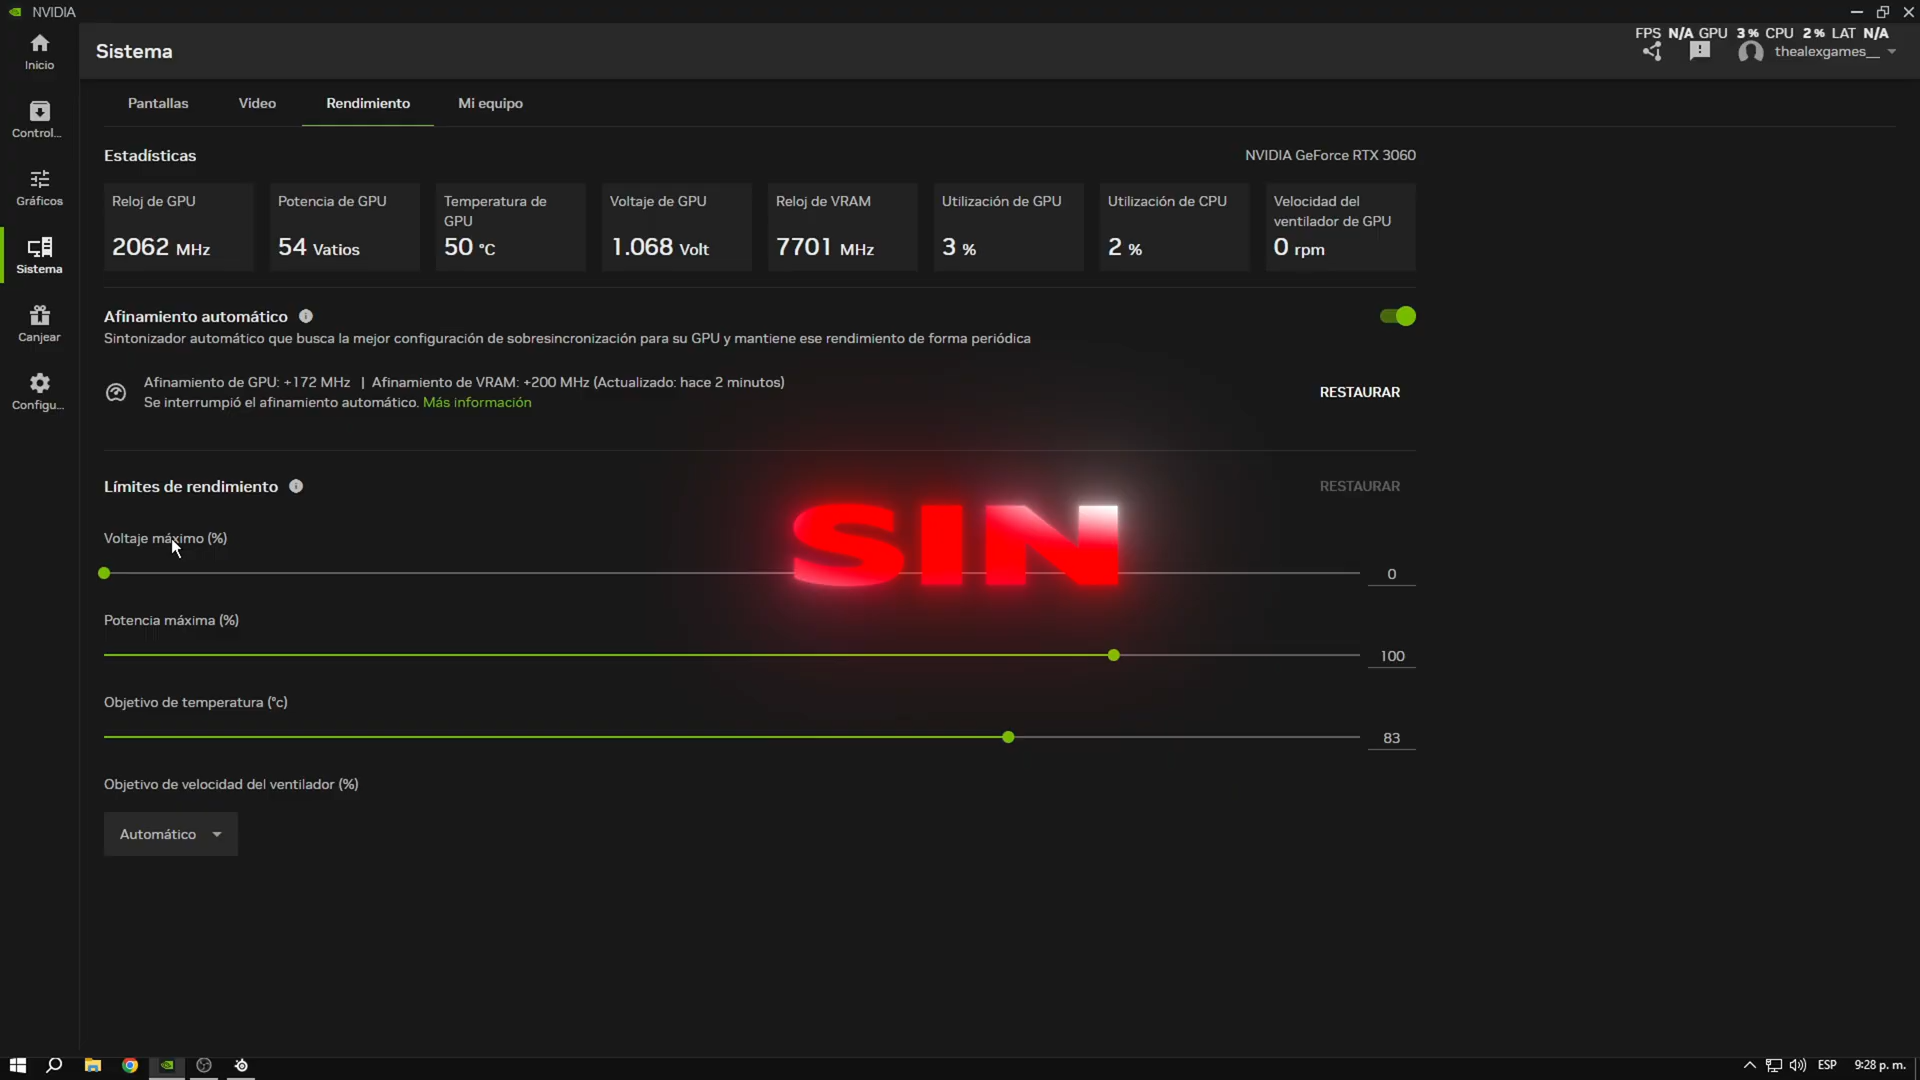 NVIDIA
FPS N/A GPU 3% CPU 2% LAT N/A
Sistema
thealexgames__
Inicio
Control...
Gráficos
Sistema
Canjear
Configu...
Pantallas Video Rendimiento Mi equipo
Estadísticas NVIDIA GeForce RTX 3060
Reloj de GPU
2062 MHz
Potencia de GPU
54 Vatios
Temperatura de
GPU
50 °C
Voltaje de GPU
1.068 Volt
Reloj de VRAM
7701 MHz
Utilización de GPU
3 %
Utilización de CPU
2 %
Velocidad del
ventilador de GPU
0 rpm
Afinamiento automático
Sintonizador automático que busca la mejor configuración de sobresincronización para su GPU y mantiene ese rendimiento de forma periódica
Afinamiento de GPU: +172 MHz | Afinamiento de VRAM: +200 MHz (Actualizado: hace 2 minutos)
Se interrumpió el afinamiento automático. Más información
RESTAURAR
Límites de rendimiento
RESTAURAR
SIN
Voltaje máximo (%)
0
Potencia máxima (%)
100
Objetivo de temperatura (°c)
83
Objetivo de velocidad del ventilador (%)
Automático
ESP 9:28 p. m.